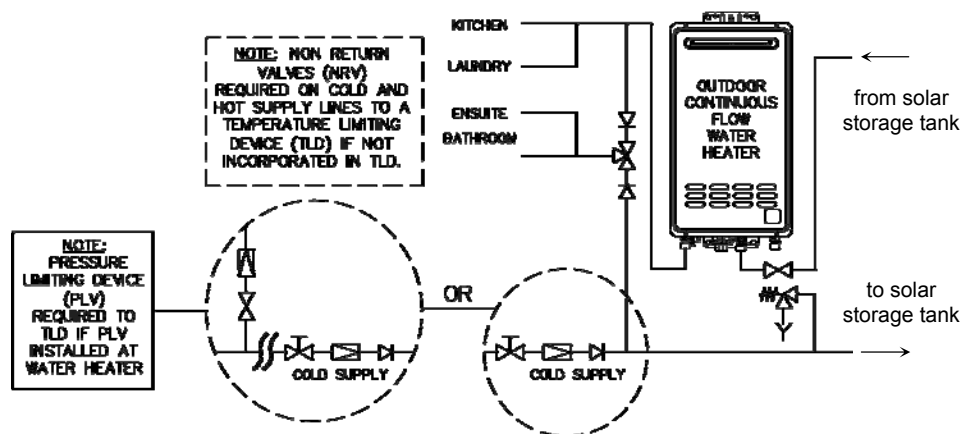 NOTE: NON RETURN
VALVES (NRV)
REQUIRED ON COLD AND
HOT SUPPLY LINES TO A
TEMPERATURE LIMITING
DEVICE (TLD) IF NOT
INCORPORATED IN TLD.
KITCHEN
LAUNDRY
ENSUITE
BATHROOM
OUTDOOR
CONTINUOUS
FLOW
WATER
HEATER
from solar
storage tank
NOTE:
PRESSURE
LIMITING DEVICE
(PLV)
REQUIRED TO
TLD IF PLV
INSTALLED AT
WATER HEATER
OR
to solar
storage tank
COLD SUPPLY
COLD SUPPLY